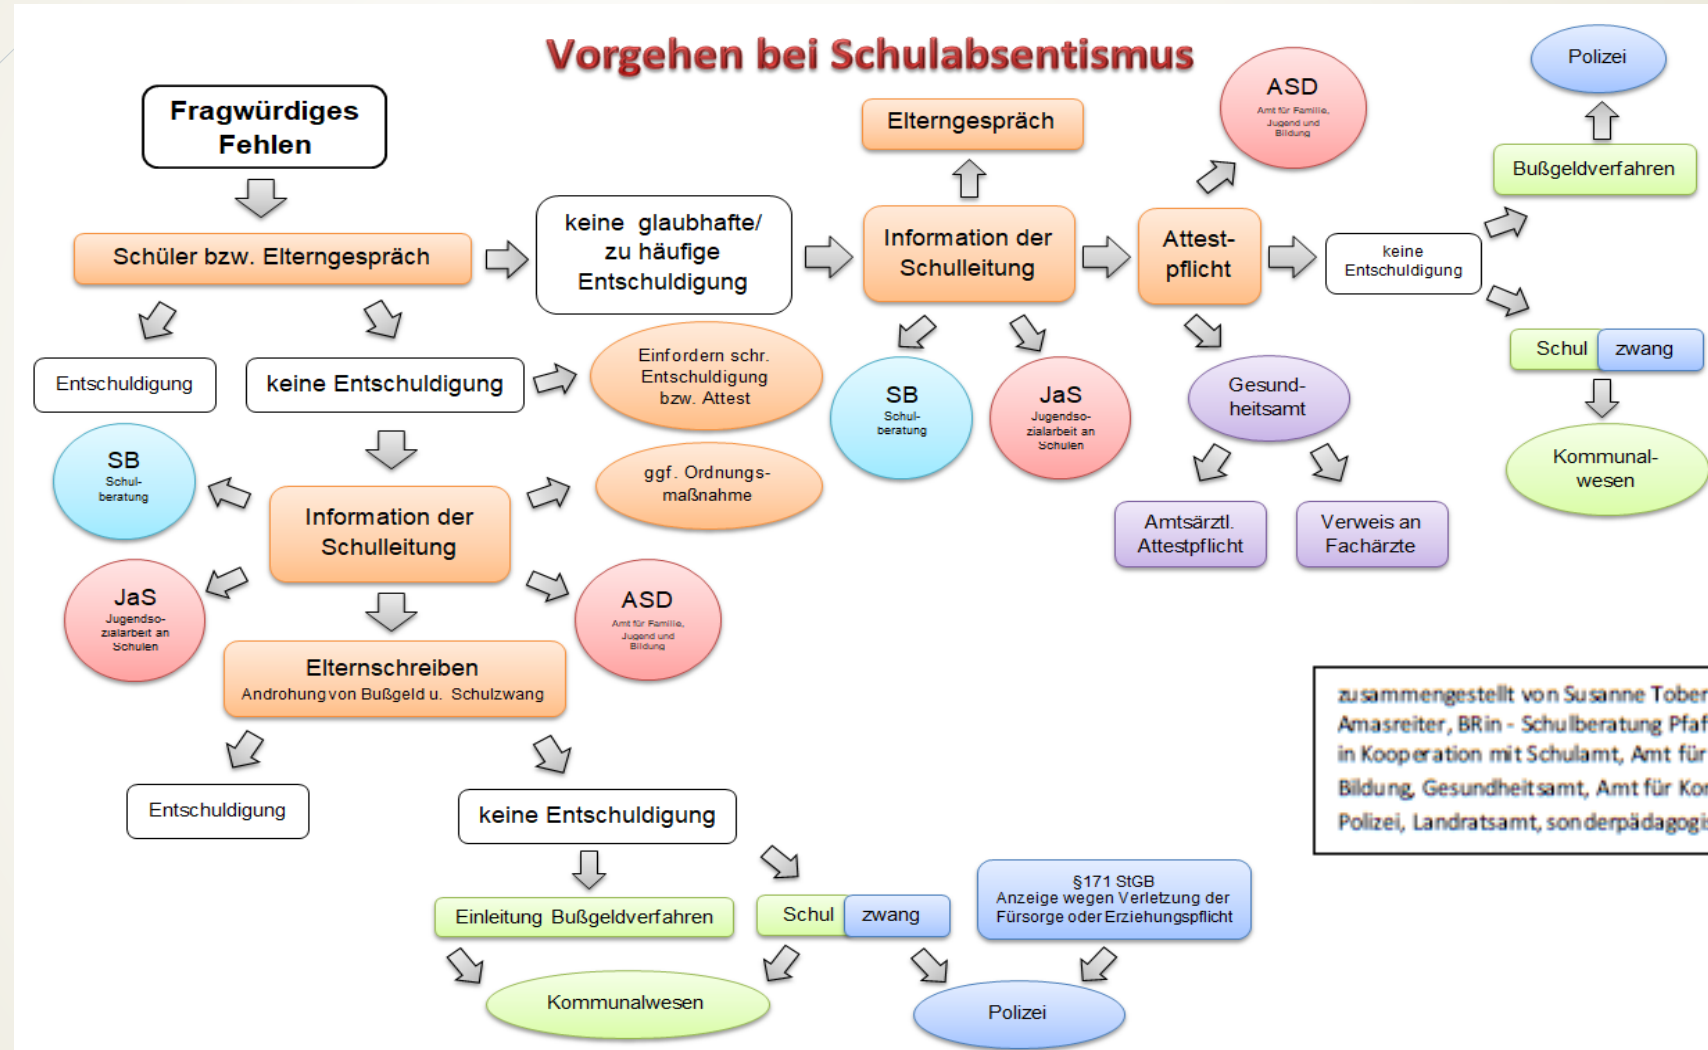 Vorgehen bei Schulabsentismus
Fragwürdiges
Fehlen
Schüler bzw. Elterngespräch
Entschuldigung
keine Entschuldigung
Einfordern schr.
Entschuldigung
bzw. Attest
SB
Schul-
beratung
Information der
Schulleitung
ggf. Ordnungs-
maßnahme
JaS
Jugendso-
zialarbeit an
Schulen
ASD
Amt für Familie,
Jugend und
Bildung
Elternschreiben
Androhung von Bußgeld u. Schulzwang
Entschuldigung
keine Entschuldigung
Einleitung Bußgeldverfahren
Schul
zwang
§171 StGB
Anzeige wegen Verletzung der
Fürsorge oder Erziehungspflicht
Kommunalwesen
Polizei
keine glaubhafte/
zu häufige
Entschuldigung
Elterngespräch
Information der
Schulleitung
SB
Schul-
beratung
JaS
Jugendso-
zialarbeit an
Schulen
ASD
Amt für Familie,
Jugend und
Bildung
Attest-
pflicht
Gesund-
heitsamt
Amtsärztl.
Attestpflicht
Verweis an
Fachärzte
keine
Entschuldigung
Polizei
Bußgeldverfahren
Schul
zwang
Kommunal-
wesen
zusammengestellt von Susanne Tober
Amasreiter, BRin - Schulberatung Pfaf
in Kooperation mit Schulamt, Amt für
Bildung, Gesundheitsamt, Amt für Kor
Polizei, Landratsamt, sonderpädagogis